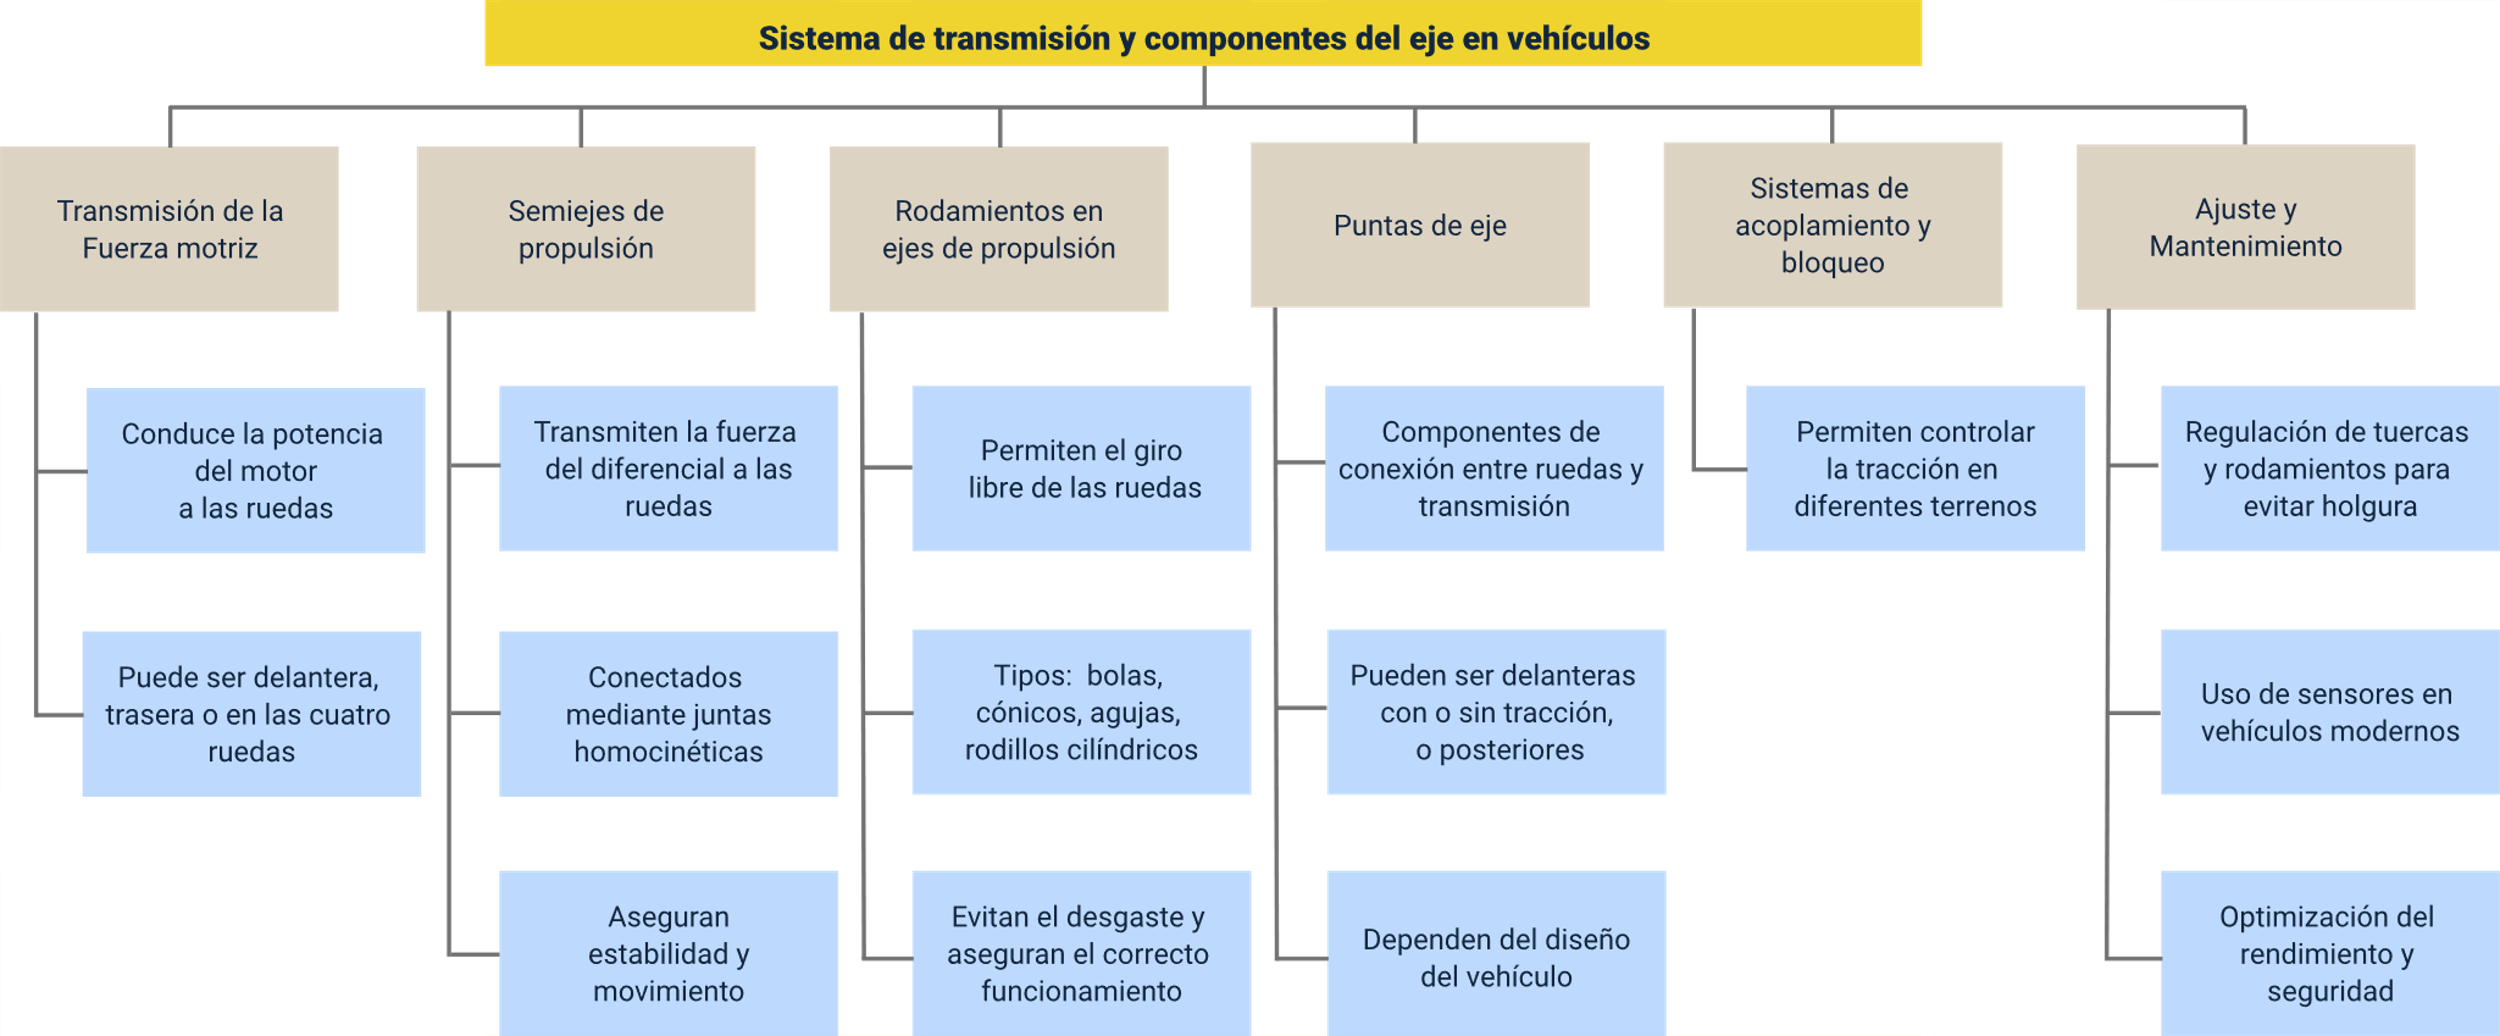 Sistema de transmisión y componentes del eje en vehículos
Transmisión de la
Fuerza motriz
Conduce la potencia
del motor
a las ruedas
Puede ser delantera,
trasera o en las cuatro
ruedas
Semiejes de
propulsión
Transmiten la fuerza
del diferencial a las
ruedas
Conectados
mediante juntas
homocinéticas
Aseguran
estabilidad y
movimiento
Rodamientos en
ejes de propulsión
Permiten el giro
libre de las ruedas
Tipos: bolas,
cónicos, agujas,
rodillos cilíndricos
Evitan el desgaste y
aseguran el correcto
funcionamiento
Puntas de eje
Componentes de
conexión entre ruedas y
transmisión
Pueden ser delanteras
con o sin tracción,
o posteriores
Dependen del diseño
del vehículo
Sistemas de
acoplamiento y
bloqueo
Permiten controlar
la tracción en
diferentes terrenos
Ajuste y
Mantenimiento
Regulación de tuercas
y rodamientos para
evitar holgura
Uso de sensores en
vehículos modernos
Optimización del
rendimiento y
seguridad